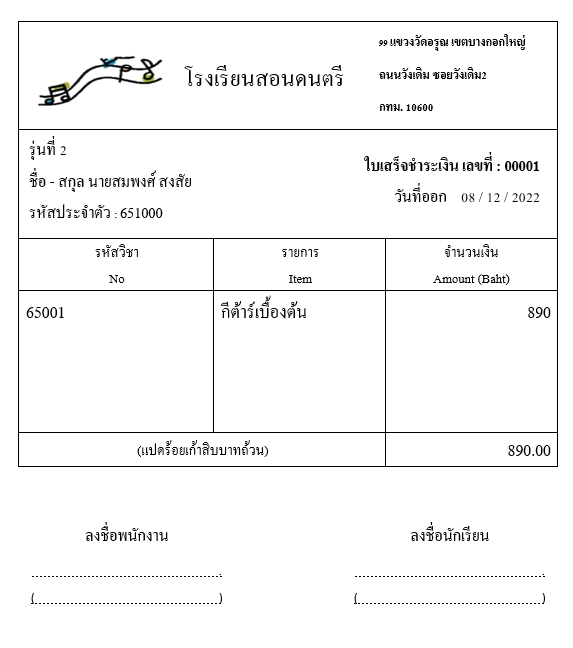 ๑๑ แขวงวัดอรุณ เขตบางกอกใหญ่
โรงเรียนสอนดนตรี
ถนนวังเดิม ซอยวังเดิม2
กทม. 10600
รุ่นที่ 2
ชื่อ - สกุล นายสมพงศ์ สงสัย
รหัสประจำตัว : 651000
ใบเสร็จชำระเงิน เลขที่ : 00001
วันที่ออก 08 / 12 / 2022
รหัสวิชา รายการ จำนวนเงิน
No Item Amount (Baht)
65001 กีต้าร์เบื้องต้น 890
(แปดร้อยเก้าสิบบาทถ้วน) 890.00
ลงชื่อพนักงาน ลงชื่อนักเรียน